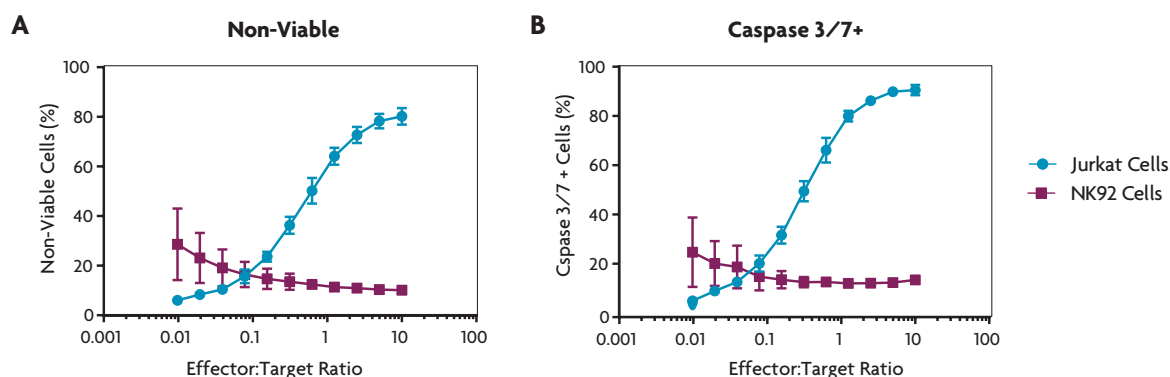 A
Non-Viable
100
80
60
40
20
0
Non-Viable Cells (%)
0.001
0.01
0.1
1
10
100
Effector:Target Ratio
B
Caspase 3/7+
100
80
60
40
20
0
Cspase 3/7 + Cells (%)
0.001
0.01
0.1
1
10
100
Effector:Target Ratio
Jurkat Cells
NK92 Cells